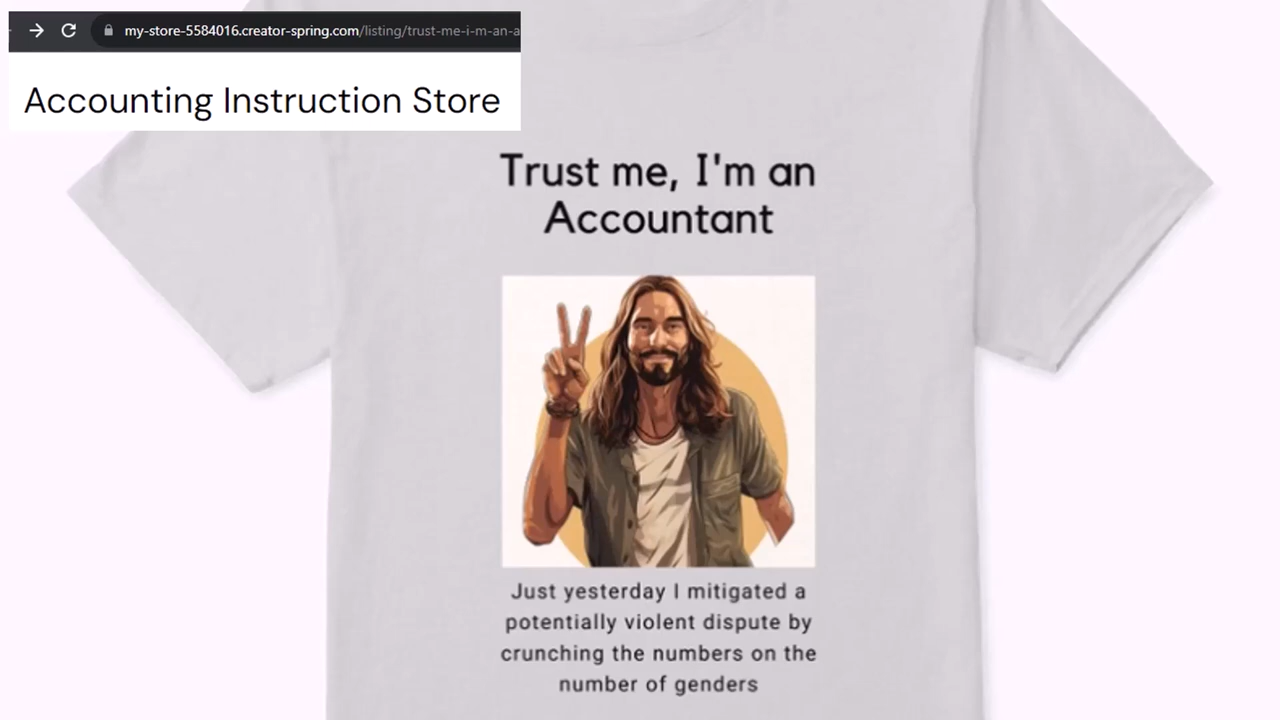 my-store-5584016.creator-spring.com/listing/trust-me-i-m-an-a
Accounting Instruction Store
Trust me, I'm an
Accountant
Just yesterday I mitigated a
potentially violent dispute by
crunching the numbers on the
number of genders